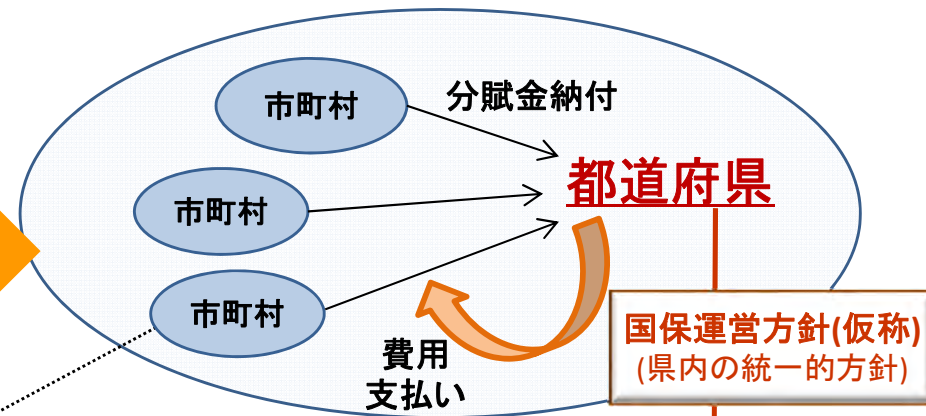 市町村
分賦金納付
都道府県
市町村
市町村
費用
支払い
国保運営方針(仮称)
(県内の統一的方針)